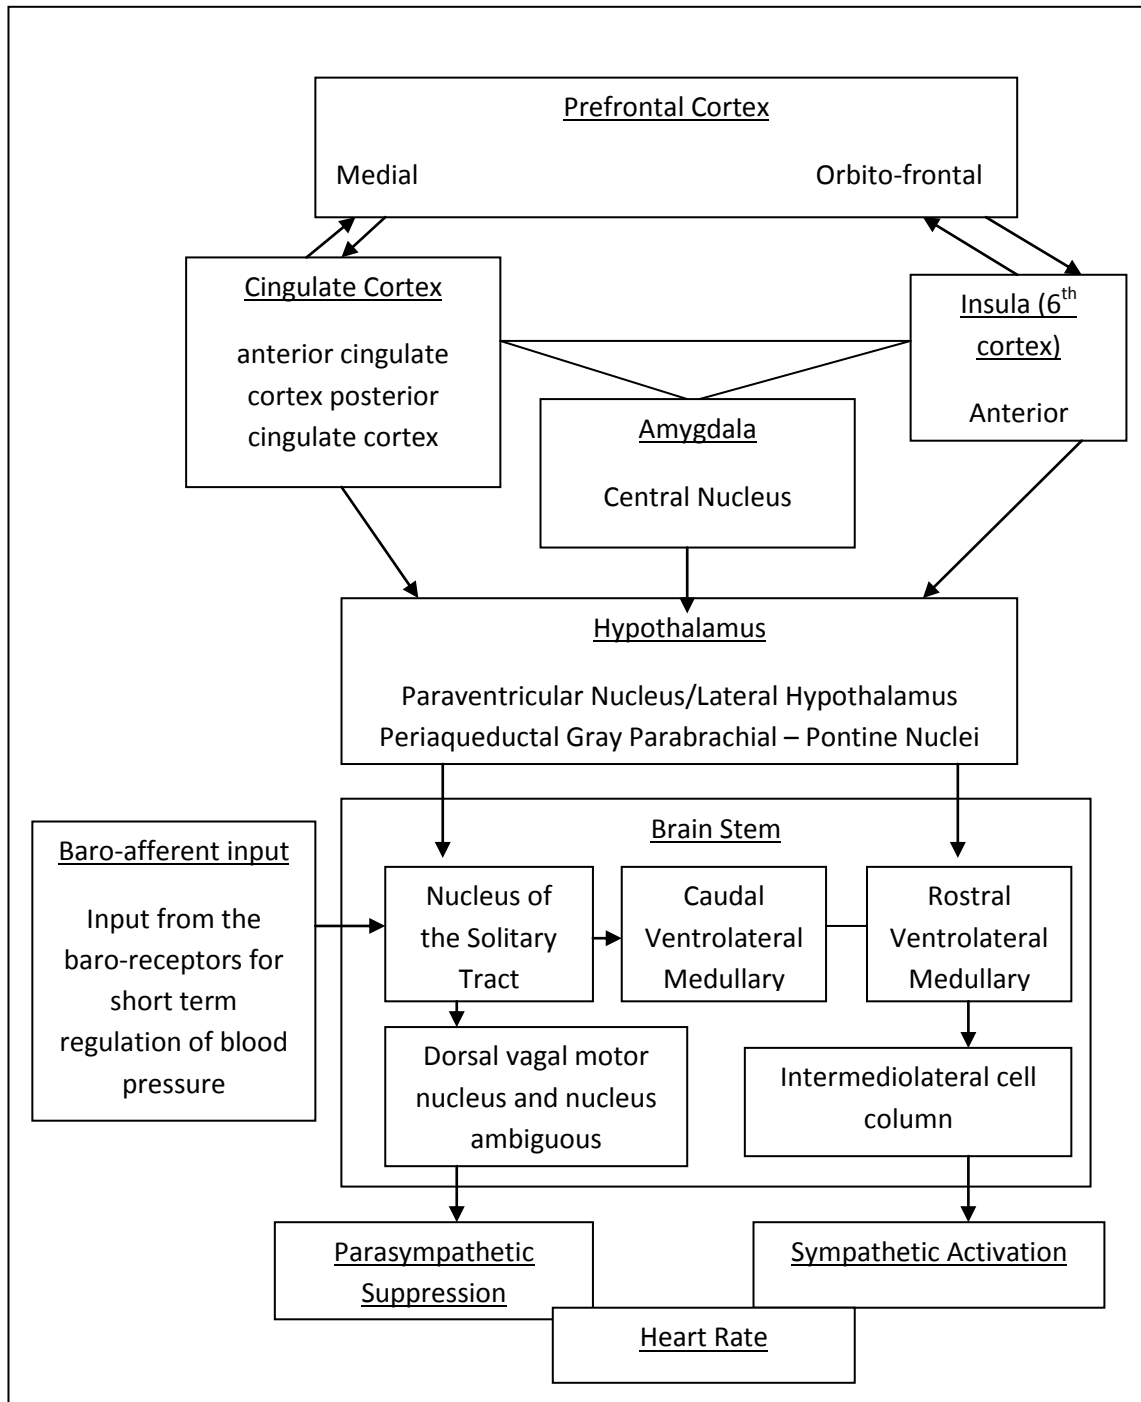 Prefrontal Cortex
Medial
Orbito-frontal
Cingulate Cortex
anterior cingulate
cortex posterior
cingulate cortex
Insula (6th
cortex)
Anterior
Amygdala
Central Nucleus
Hypothalamus
Paraventricular Nucleus/Lateral Hypothalamus
Periaqueductal Gray Parabrachial – Pontine Nuclei
Baro-afferent input
Input from the
baro-receptors for
short term
regulation of blood
pressure
Brain Stem
Nucleus of
the Solitary
Tract
Caudal
Ventrolateral
Medullary
Rostral
Ventrolateral
Medullary
Dorsal vagal motor
nucleus and nucleus
ambiguous
Intermediolateral cell
column
Parasympathetic
Suppression
Sympathetic Activation
Heart Rate